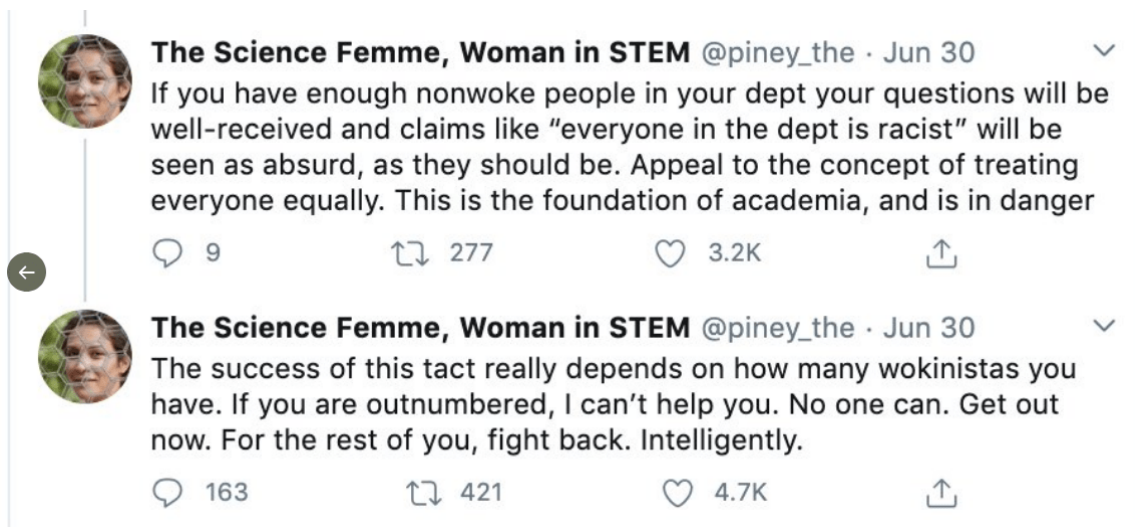 The Science Femme, Woman in STEM @piney_the · Jun 30
If you have enough nonwoke people in your dept your questions will be
well-received and claims like “everyone in the dept is racist” will be
seen as absurd, as they should be. Appeal to the concept of treating
everyone equally. This is the foundation of academia, and is in danger
9 277 3.2K
The Science Femme, Woman in STEM @piney_the · Jun 30
The success of this tact really depends on how many wokinistas you
have. If you are outnumbered, I can’t help you. No one can. Get out
now. For the rest of you, fight back. Intelligently.
163 421 4.7K